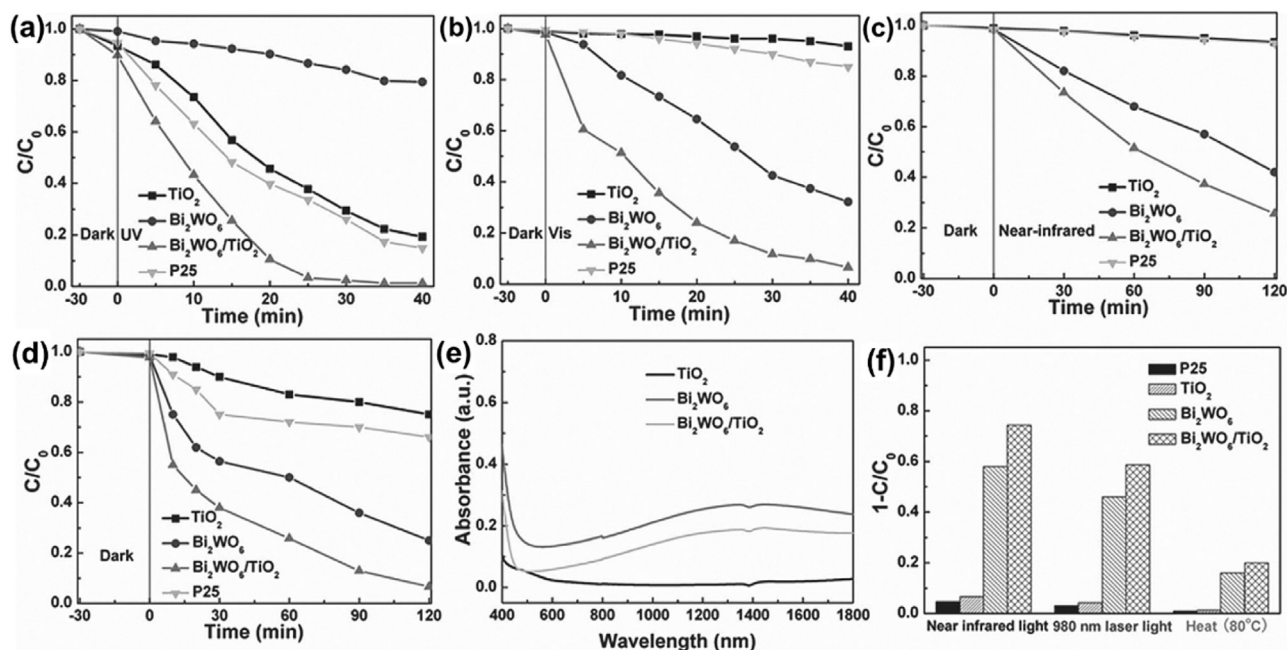 (a)
1.0
0.8
0.6
0.4
0.2
0.0
C/C₀
Dark UV
TiO₂
Bi₂WO₆
Bi₂WO₆/TiO₂
P25
-30 0 10 20 30 40
Time (min)
(b)
1.0
0.8
0.6
0.4
0.2
0.0
C/C₀
Dark Vis
TiO₂
Bi₂WO₆
Bi₂WO₆/TiO₂
P25
-30 0 10 20 30 40
Time (min)
(c)
1.0
0.8
0.6
0.4
0.2
0.0
C/C₀
TiO₂
Bi₂WO₆
Bi₂WO₆/TiO₂
P25
Dark Near-infrared
-30 0 30 60 90 120
Time (min)
(d)
1.0
0.8
0.6
0.4
0.2
0.0
C/C₀
Dark
TiO₂
Bi₂WO₆
Bi₂WO₆/TiO₂
P25
-30 0 30 60 90 120
Time (min)
(e)
0.8
0.6
0.4
0.2
0.0
Absorbance (a.u.)
TiO₂
Bi₂WO₆
Bi₂WO₆/TiO₂
400 600 800 1000 1200 1400 1600 1800
Wavelength (nm)
(f)
1.0
0.8
0.6
0.4
0.2
0.0
1-C/C₀
P25
TiO₂
Bi₂WO₆
Bi₂WO₆/TiO₂
Near infrared light 980 nm laser light Heat (80°C)